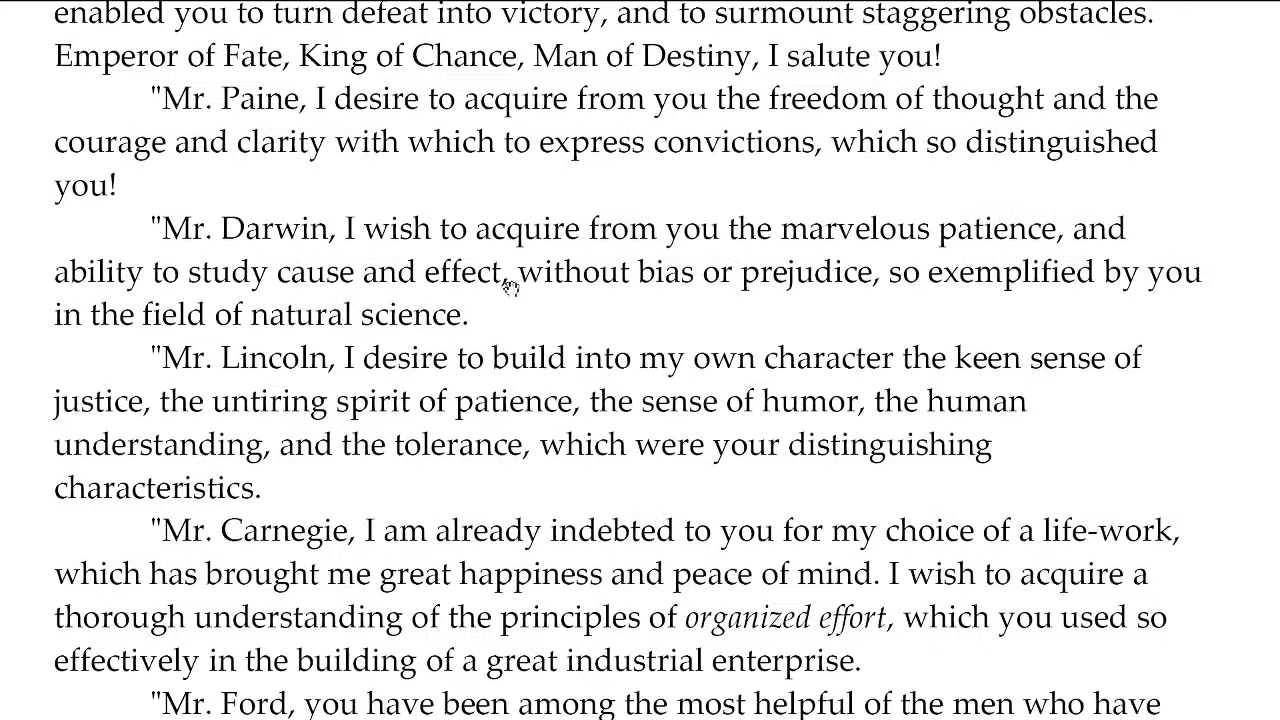 enabled you to turn defeat into victory, and to surmount staggering obstacles.
Emperor of Fate, King of Chance, Man of Destiny, I salute you!
"Mr. Paine, I desire to acquire from you the freedom of thought and the
courage and clarity with which to express convictions, which so distinguished
you!
"Mr. Darwin, I wish to acquire from you the marvelous patience, and
ability to study cause and effect, without bias or prejudice, so exemplified by you
in the field of natural science.
"Mr. Lincoln, I desire to build into my own character the keen sense of
justice, the untiring spirit of patience, the sense of humor, the human
understanding, and the tolerance, which were your distinguishing
characteristics.
"Mr. Carnegie, I am already indebted to you for my choice of a life-work,
which has brought me great happiness and peace of mind. I wish to acquire a
thorough understanding of the principles of organized effort, which you used so
effectively in the building of a great industrial enterprise.
"Mr. Ford, you have been among the most helpful of the men who have